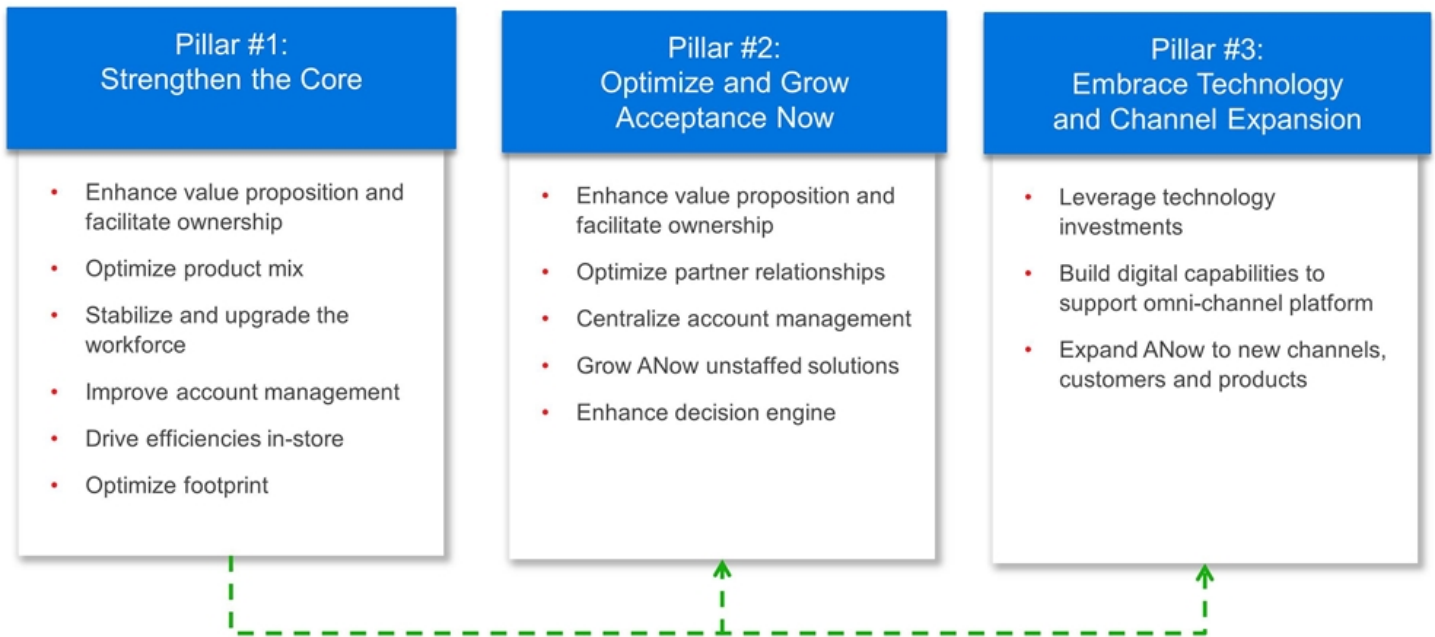 Pillar #1:
Strengthen the Core
• Enhance value proposition and
facilitate ownership
• Optimize product mix
• Stabilize and upgrade the
workforce
• Improve account management
• Drive efficiencies in-store
• Optimize footprint
Pillar #2:
Optimize and Grow
Acceptance Now
• Enhance value proposition and
facilitate ownership
• Optimize partner relationships
• Centralize account management
• Grow ANow unstaffed solutions
• Enhance decision engine
Pillar #3:
Embrace Technology
and Channel Expansion
• Leverage technology
investments
• Build digital capabilities to
support omni-channel platform
• Expand ANow to new channels,
customers and products